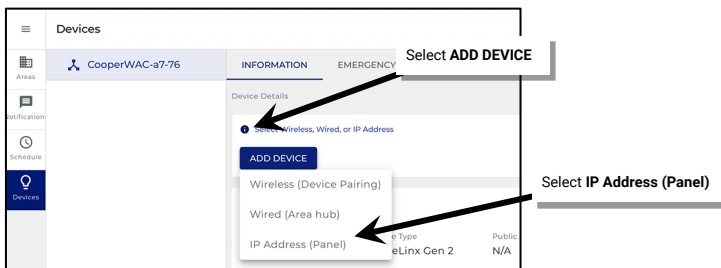 Devices
Select ADD DEVICE
CooperWAC-a7-76
INFORMATION
EMERGENCY
Areas
Device Details
Notifications
Select Wireless, Wired, or IP Address
Schedule
ADD DEVICE
Wireless (Device Pairing)
Select IP Address (Panel)
Devices
Wired (Area hub)
IP Address (Panel)
e Type
Public
eLinx Gen 2
N/A